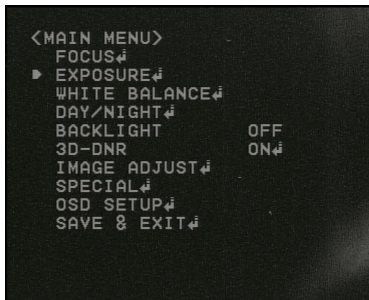 <MAIN MENU>
FOCUS↲
EXPOSURE↲
WHITE BALANCE↲
DAY/NIGHT↲
BACKLIGHT OFF
3D-DNR ON↲
IMAGE ADJUST↲
SPECIAL↲
OSD SETUP↲
SAVE & EXIT↲